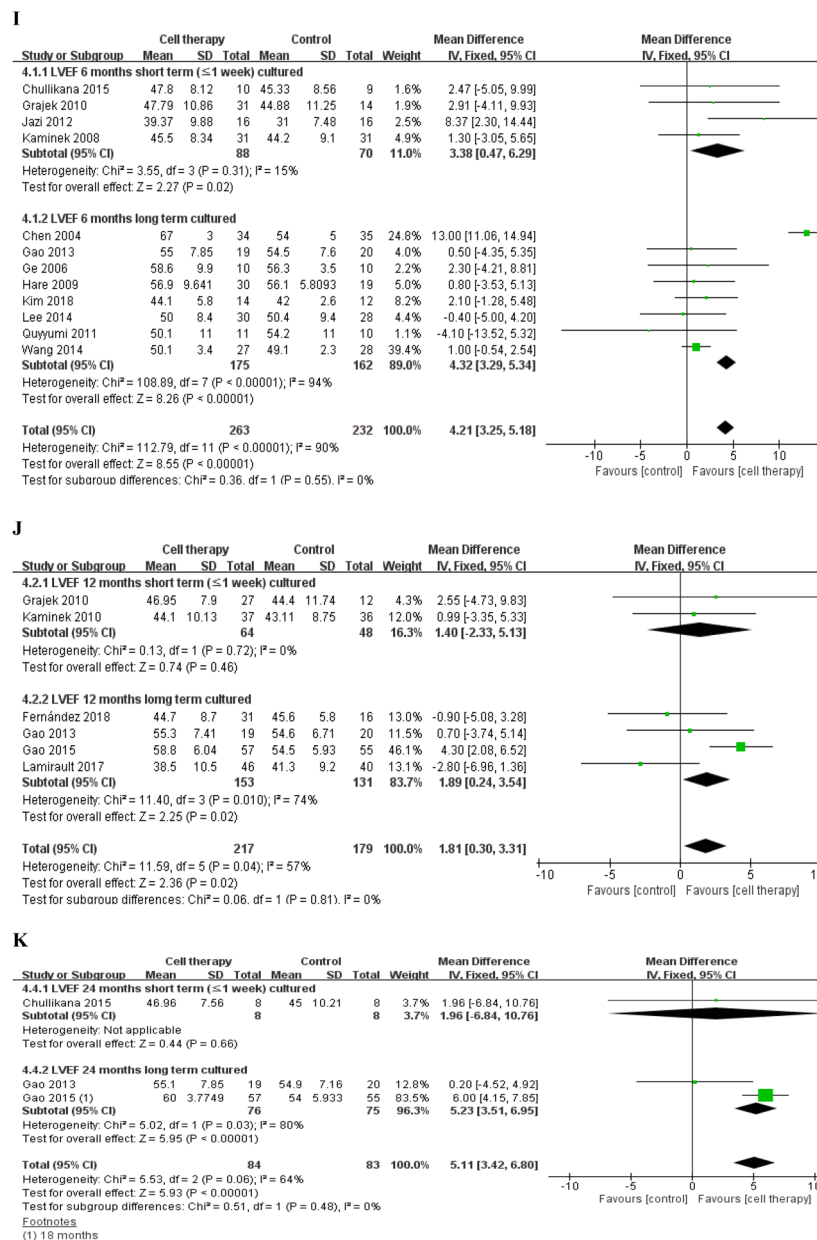 I
Cell therapy Control Mean Difference Mean Difference
Study or Subgroup Mean SD Total Mean SD Total Weight IV, Fixed, 95% CI IV, Fixed, 95% CI
4.1.1 LVEF 6 months short term (≤1 week) cultured
Chullikana 2015 47.8 8.12 10 45.33 8.56 9 1.6% 2.47 [-5.05, 9.99]
Grajek 2010 47.79 10.86 31 44.88 11.25 14 1.9% 2.91 [-4.11, 9.93]
Jazi 2012 39.37 9.88 16 31 7.48 16 2.5% 8.37 [2.30, 14.44]
Kaminek 2008 45.5 8.34 31 44.2 9.1 31 4.9% 1.30 [-3.05, 5.65]
Subtotal (95% CI) 88 70 11.0% 3.38 [0.47, 6.29]
Heterogeneity: Chi² = 3.55, df = 3 (P = 0.31); I² = 15%
Test for overall effect: Z = 2.27 (P = 0.02)
4.1.2 LVEF 6 months long term cultured
Chen 2004 67 3 34 54 5 35 24.8% 13.00 [11.06, 14.94]
Gao 2013 55 7.85 19 54.5 7.6 20 4.0% 0.50 [-4.35, 5.35]
Ge 2006 58.6 9.9 10 56.3 3.5 10 2.2% 2.30 [-4.21, 8.81]
Hare 2009 56.9 9.641 30 56.1 5.8093 19 5.0% 0.80 [-3.53, 5.13]
Kim 2018 44.1 5.8 14 42 2.6 12 8.2% 2.10 [-1.28, 5.48]
Lee 2014 50 8.4 30 50.4 9.4 28 4.4% -0.40 [-5.00, 4.20]
Quyyumi 2011 50.1 11 11 54.2 11 10 1.1% -4.10 [-13.52, 5.32]
Wang 2014 50.1 3.4 27 49.1 2.3 28 39.4% 1.00 [-0.54, 2.54]
Subtotal (95% CI) 175 162 89.0% 4.32 [3.29, 5.34]
Heterogeneity: Chi² = 108.89, df = 7 (P < 0.00001); I² = 94%
Test for overall effect: Z = 8.26 (P < 0.00001)
Total (95% CI) 263 232 100.0% 4.21 [3.25, 5.18]
Heterogeneity: Chi² = 112.79, df = 11 (P < 0.00001); I² = 90%
Test for overall effect: Z = 8.55 (P < 0.00001)
Test for subgroup differences: Chi² = 0.36, df = 1 (P = 0.55), I² = 0%
-10 -5 0 5 10
Favours [control] Favours [cell therapy]
J
Cell therapy Control Mean Difference Mean Difference
Study or Subgroup Mean SD Total Mean SD Total Weight IV, Fixed, 95% CI IV, Fixed, 95% CI
4.2.1 LVEF 12 months short term (≤1 week) cultured
Grajek 2010 46.95 7.9 27 44.4 11.74 12 4.3% 2.55 [-4.73, 9.83]
Kaminek 2010 44.1 10.13 37 43.11 8.75 36 12.0% 0.99 [-3.35, 5.33]
Subtotal (95% CI) 64 48 16.3% 1.40 [-2.33, 5.13]
Heterogeneity: Chi² = 0.13, df = 1 (P = 0.72); I² = 0%
Test for overall effect: Z = 0.74 (P = 0.46)
4.2.2 LVEF 12 months lomg term cultured
Fernández 2018 44.7 8.7 31 45.6 5.8 16 13.0% -0.90 [-5.08, 3.28]
Gao 2013 55.3 7.41 19 54.6 6.71 20 11.5% 0.70 [-3.74, 5.14]
Gao 2015 58.8 6.04 57 54.5 5.93 55 46.1% 4.30 [2.08, 6.52]
Lamirault 2017 38.5 10.5 46 41.3 9.2 40 13.1% -2.80 [-6.96, 1.36]
Subtotal (95% CI) 153 131 83.7% 1.89 [0.24, 3.54]
Heterogeneity: Chi² = 11.40, df = 3 (P = 0.010); I² = 74%
Test for overall effect: Z = 2.25 (P = 0.02)
Total (95% CI) 217 179 100.0% 1.81 [0.30, 3.31]
Heterogeneity: Chi² = 11.59, df = 5 (P = 0.04); I² = 57%
Test for overall effect: Z = 2.36 (P = 0.02)
Test for subgroup differences: Chi² = 0.06, df = 1 (P = 0.81), I² = 0%
-10 -5 0 5 10
Favours [control] Favours [cell therapy]
K
Cell therapy Control Mean Difference Mean Difference
Study or Subgroup Mean SD Total Mean SD Total Weight IV, Fixed, 95% CI IV, Fixed, 95% CI
4.4.1 LVEF 24 months short term (≤1 week) cultured
Chullikana 2015 46.96 7.56 8 45 10.21 8 3.7% 1.96 [-6.84, 10.76]
Subtotal (95% CI) 8 8 3.7% 1.96 [-6.84, 10.76]
Heterogeneity: Not applicable
Test for overall effect: Z = 0.44 (P = 0.66)
4.4.2 LVEF 24 months long term cultured
Gao 2013 55.1 7.85 19 54.9 7.16 20 12.8% 0.20 [-4.52, 4.92]
Gao 2015 (1) 60 3.7749 57 54 5.933 55 83.5% 6.00 [4.15, 7.85]
Subtotal (95% CI) 76 75 96.3% 5.23 [3.51, 6.95]
Heterogeneity: Chi² = 5.02, df = 1 (P = 0.03); I² = 80%
Test for overall effect: Z = 5.95 (P < 0.00001)
Total (95% CI) 84 83 100.0% 5.11 [3.42, 6.80]
Heterogeneity: Chi² = 5.53, df = 2 (P = 0.06); I² = 64%
Test for overall effect: Z = 5.93 (P < 0.00001)
Test for subgroup differences: Chi² = 0.51, df = 1 (P = 0.48), I² = 0%
-10 -5 0 5 10
Favours [control] Favours [cell therapy]
Footnotes
(1) 18 months